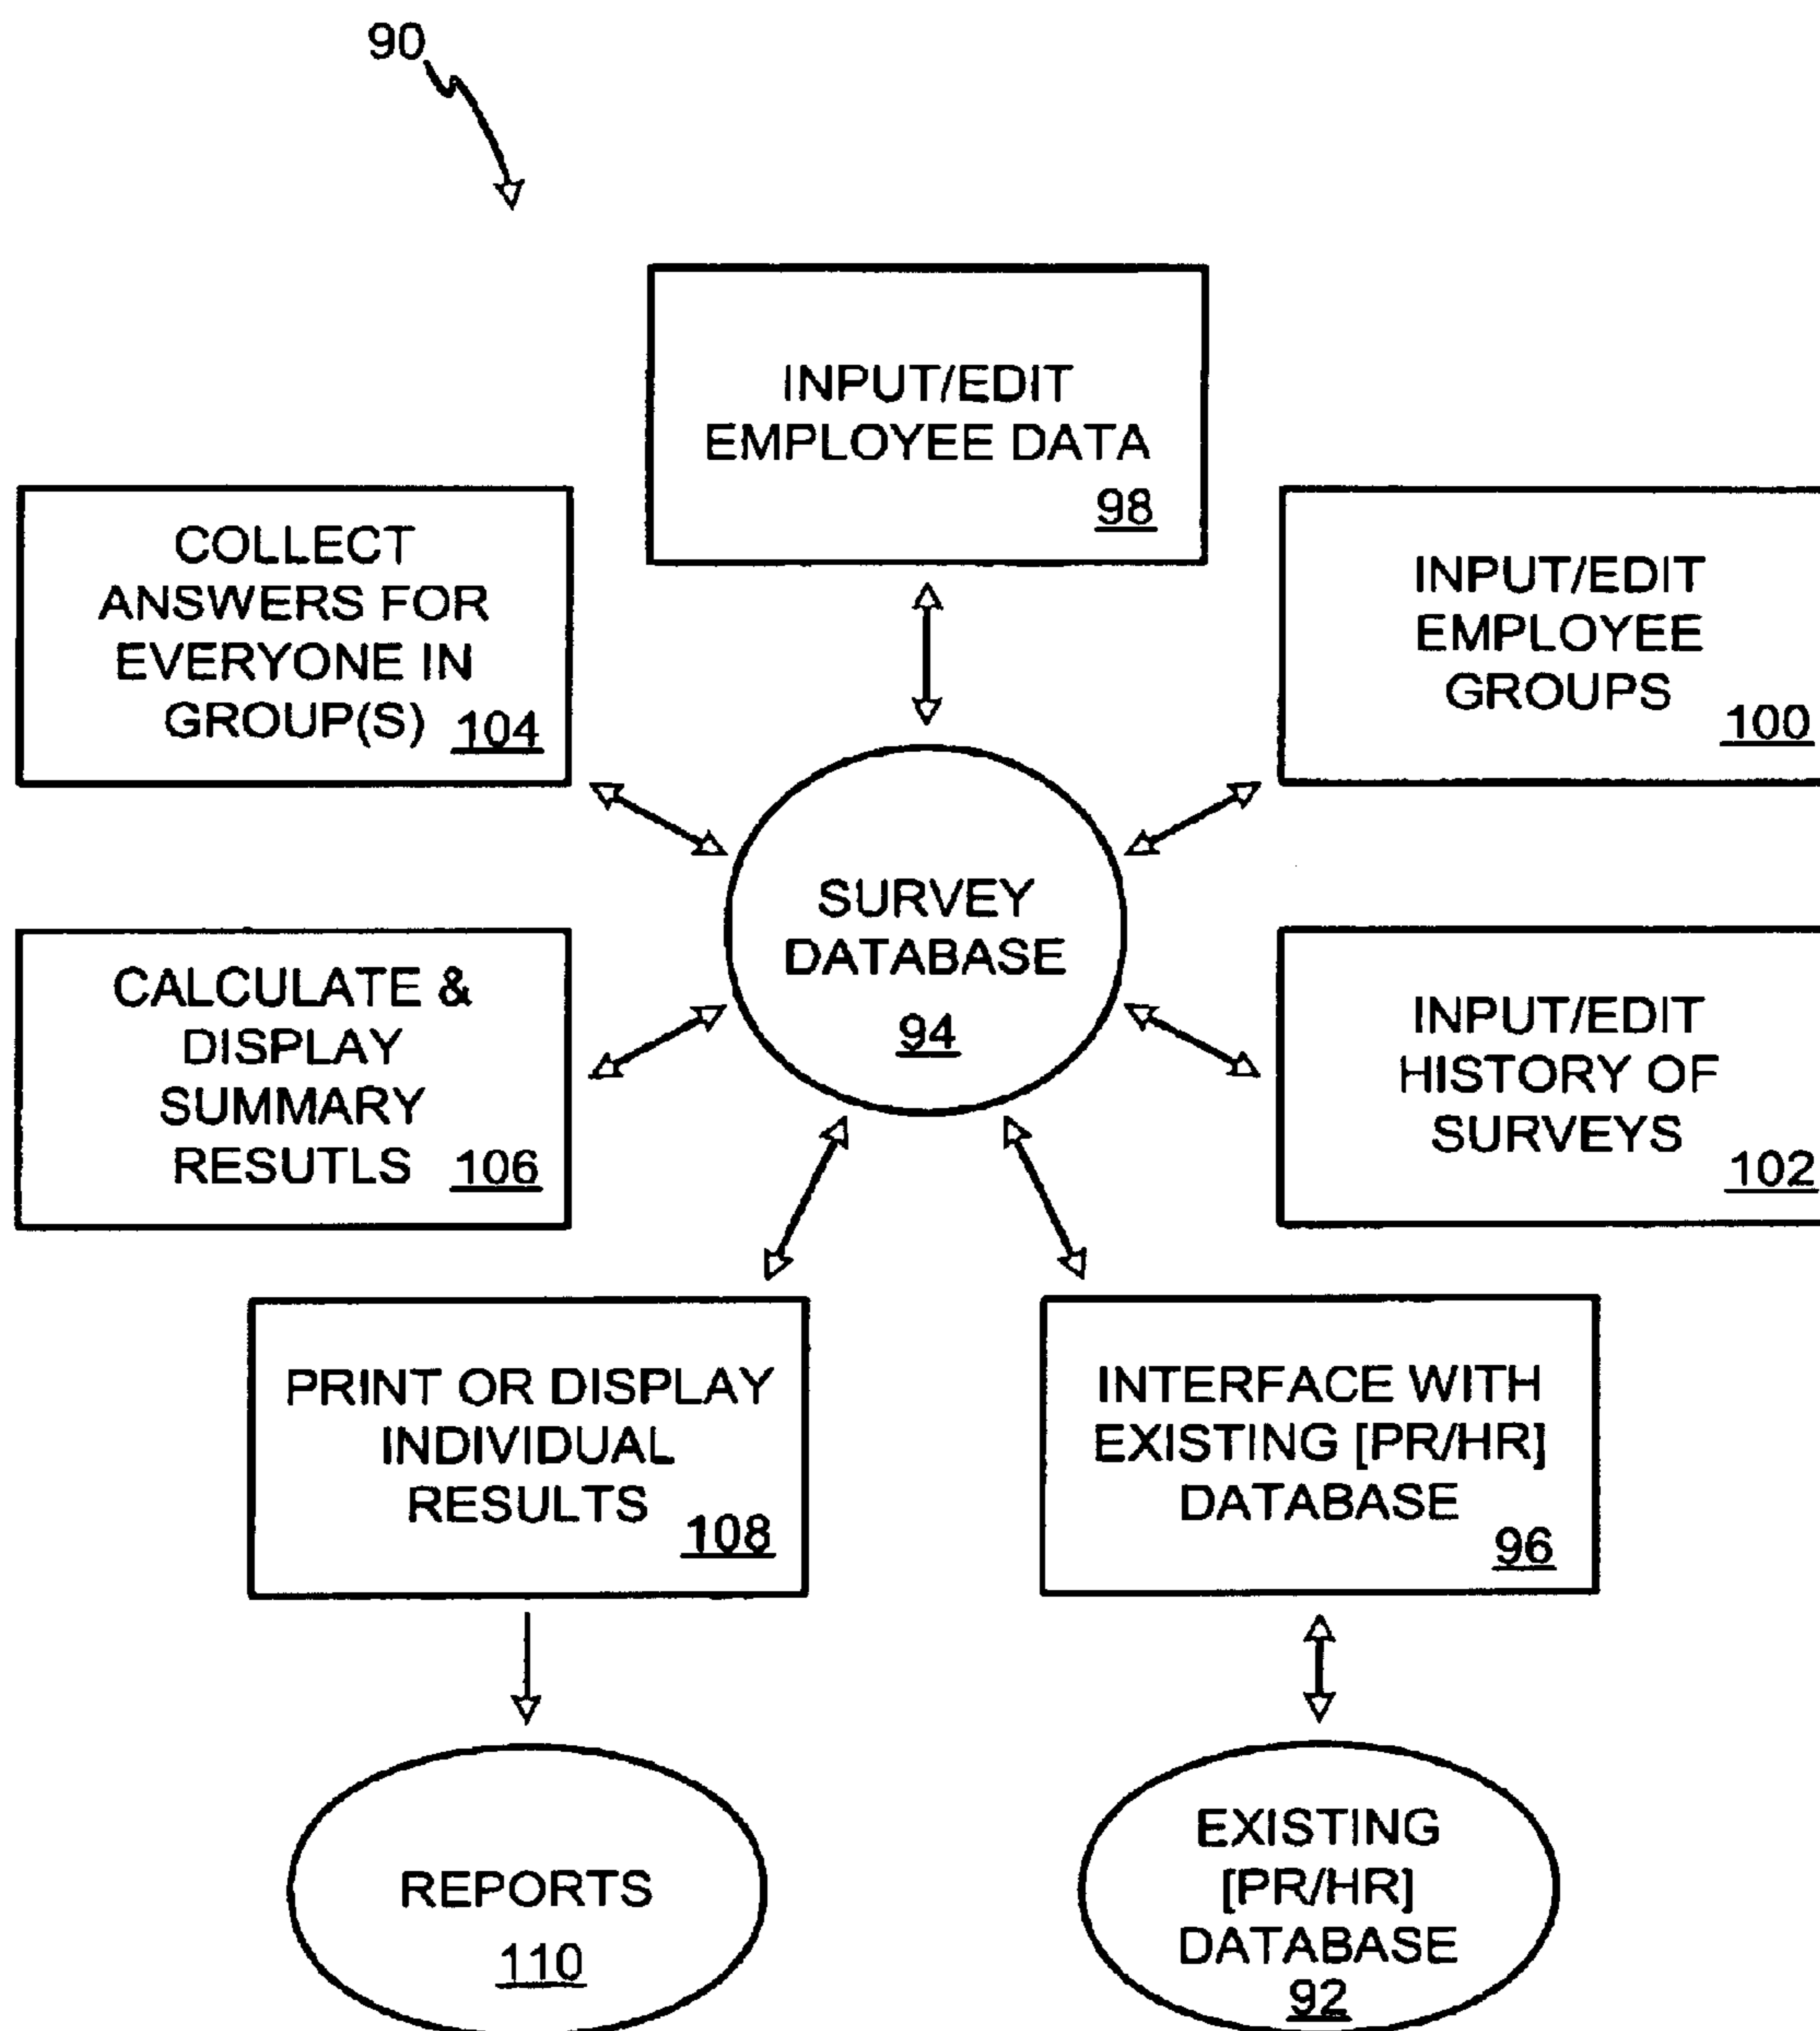 90
INPUT/EDIT
EMPLOYEE DATA
98
COLLECT
ANSWERS FOR
EVERYONE IN
GROUP(S) 104
INPUT/EDIT
EMPLOYEE
GROUPS
100
SURVEY
DATABASE
94
CALCULATE &
DISPLAY
SUMMARY
RESUTLS 106
INPUT/EDIT
HISTORY OF
SURVEYS
102
PRINT OR DISPLAY
INDIVIDUAL
RESULTS
108
INTERFACE WITH
EXISTING [PR/HR]
DATABASE
96
REPORTS
110
EXISTING
[PR/HR]
DATABASE
92